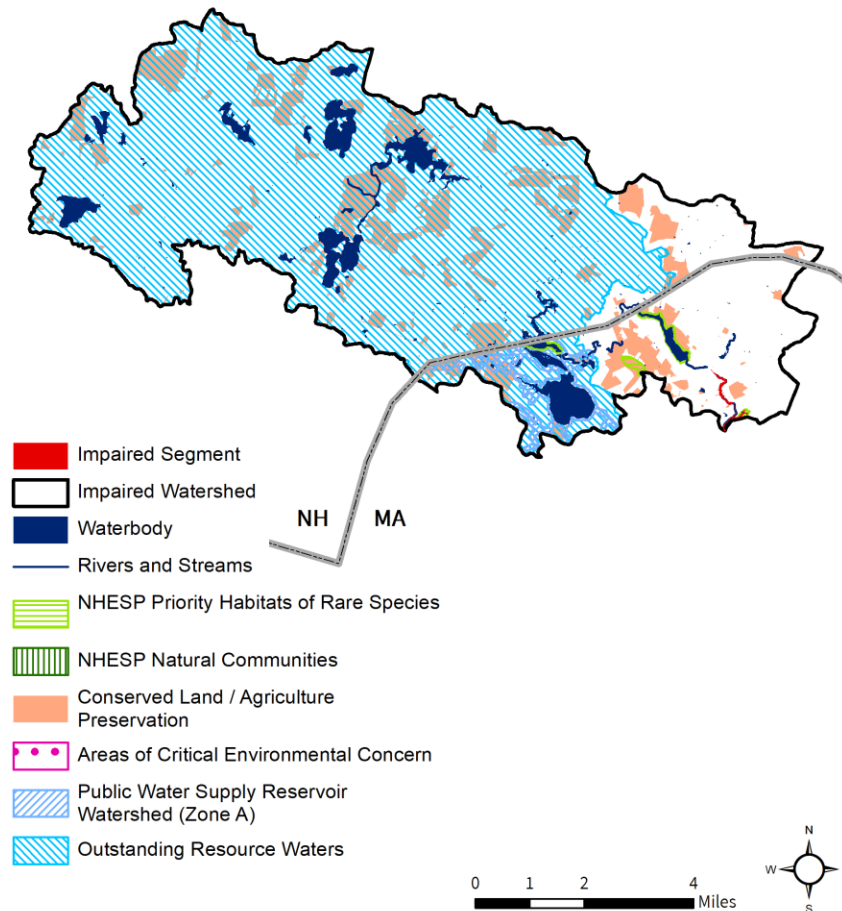 NH MA
Impaired Segment
Impaired Watershed
Waterbody
Rivers and Streams
NHESP Priority Habitats of Rare Species
NHESP Natural Communities
Conserved Land / Agriculture
Preservation
Areas of Critical Environmental Concern
Public Water Supply Reservoir
Watershed (Zone A)
Outstanding Resource Waters
N
W E
S
0 1 2 4
Miles